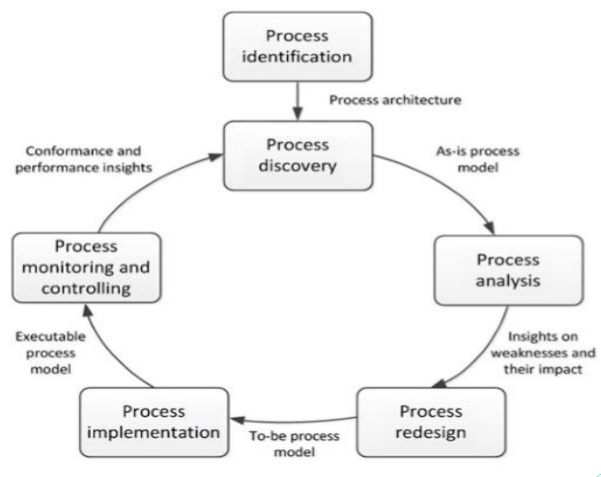 Process
identification
Process architecture
Process
discovery
Conformance and
performance insights
As-is process
model
Process
monitoring and
controlling
Process
analysis
Executable
process
model
Insights on
weaknesses and
their impact
Process
implementation
Process
redesign
To-be process
model